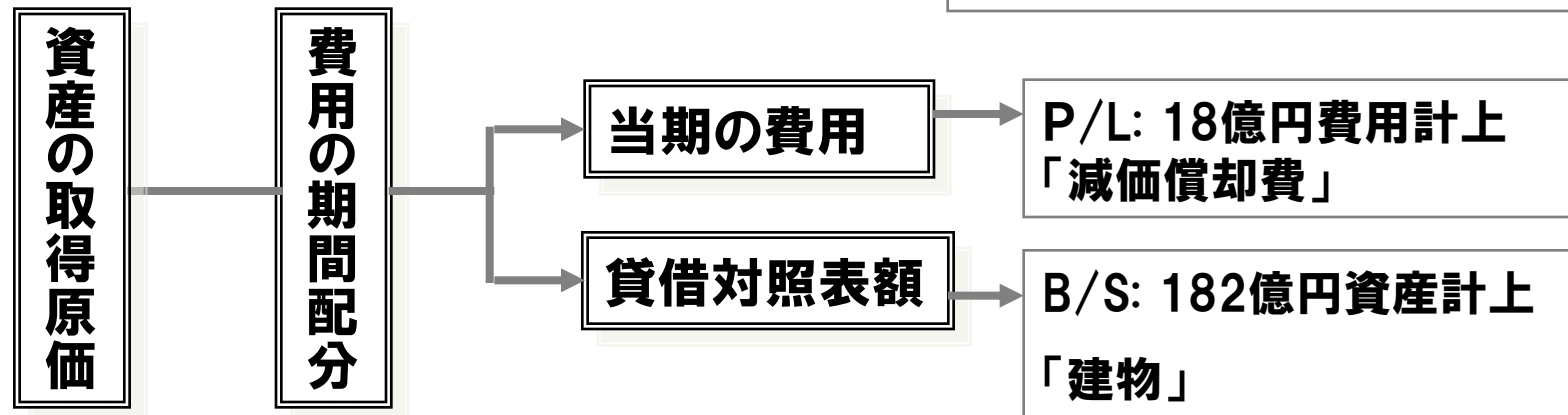 資産の取得原価
費用の期間配分
当期の費用
P/L: 18億円費用計上
「減価償却費」
貸借対照表額
B/S: 182億円資産計上
「建物」